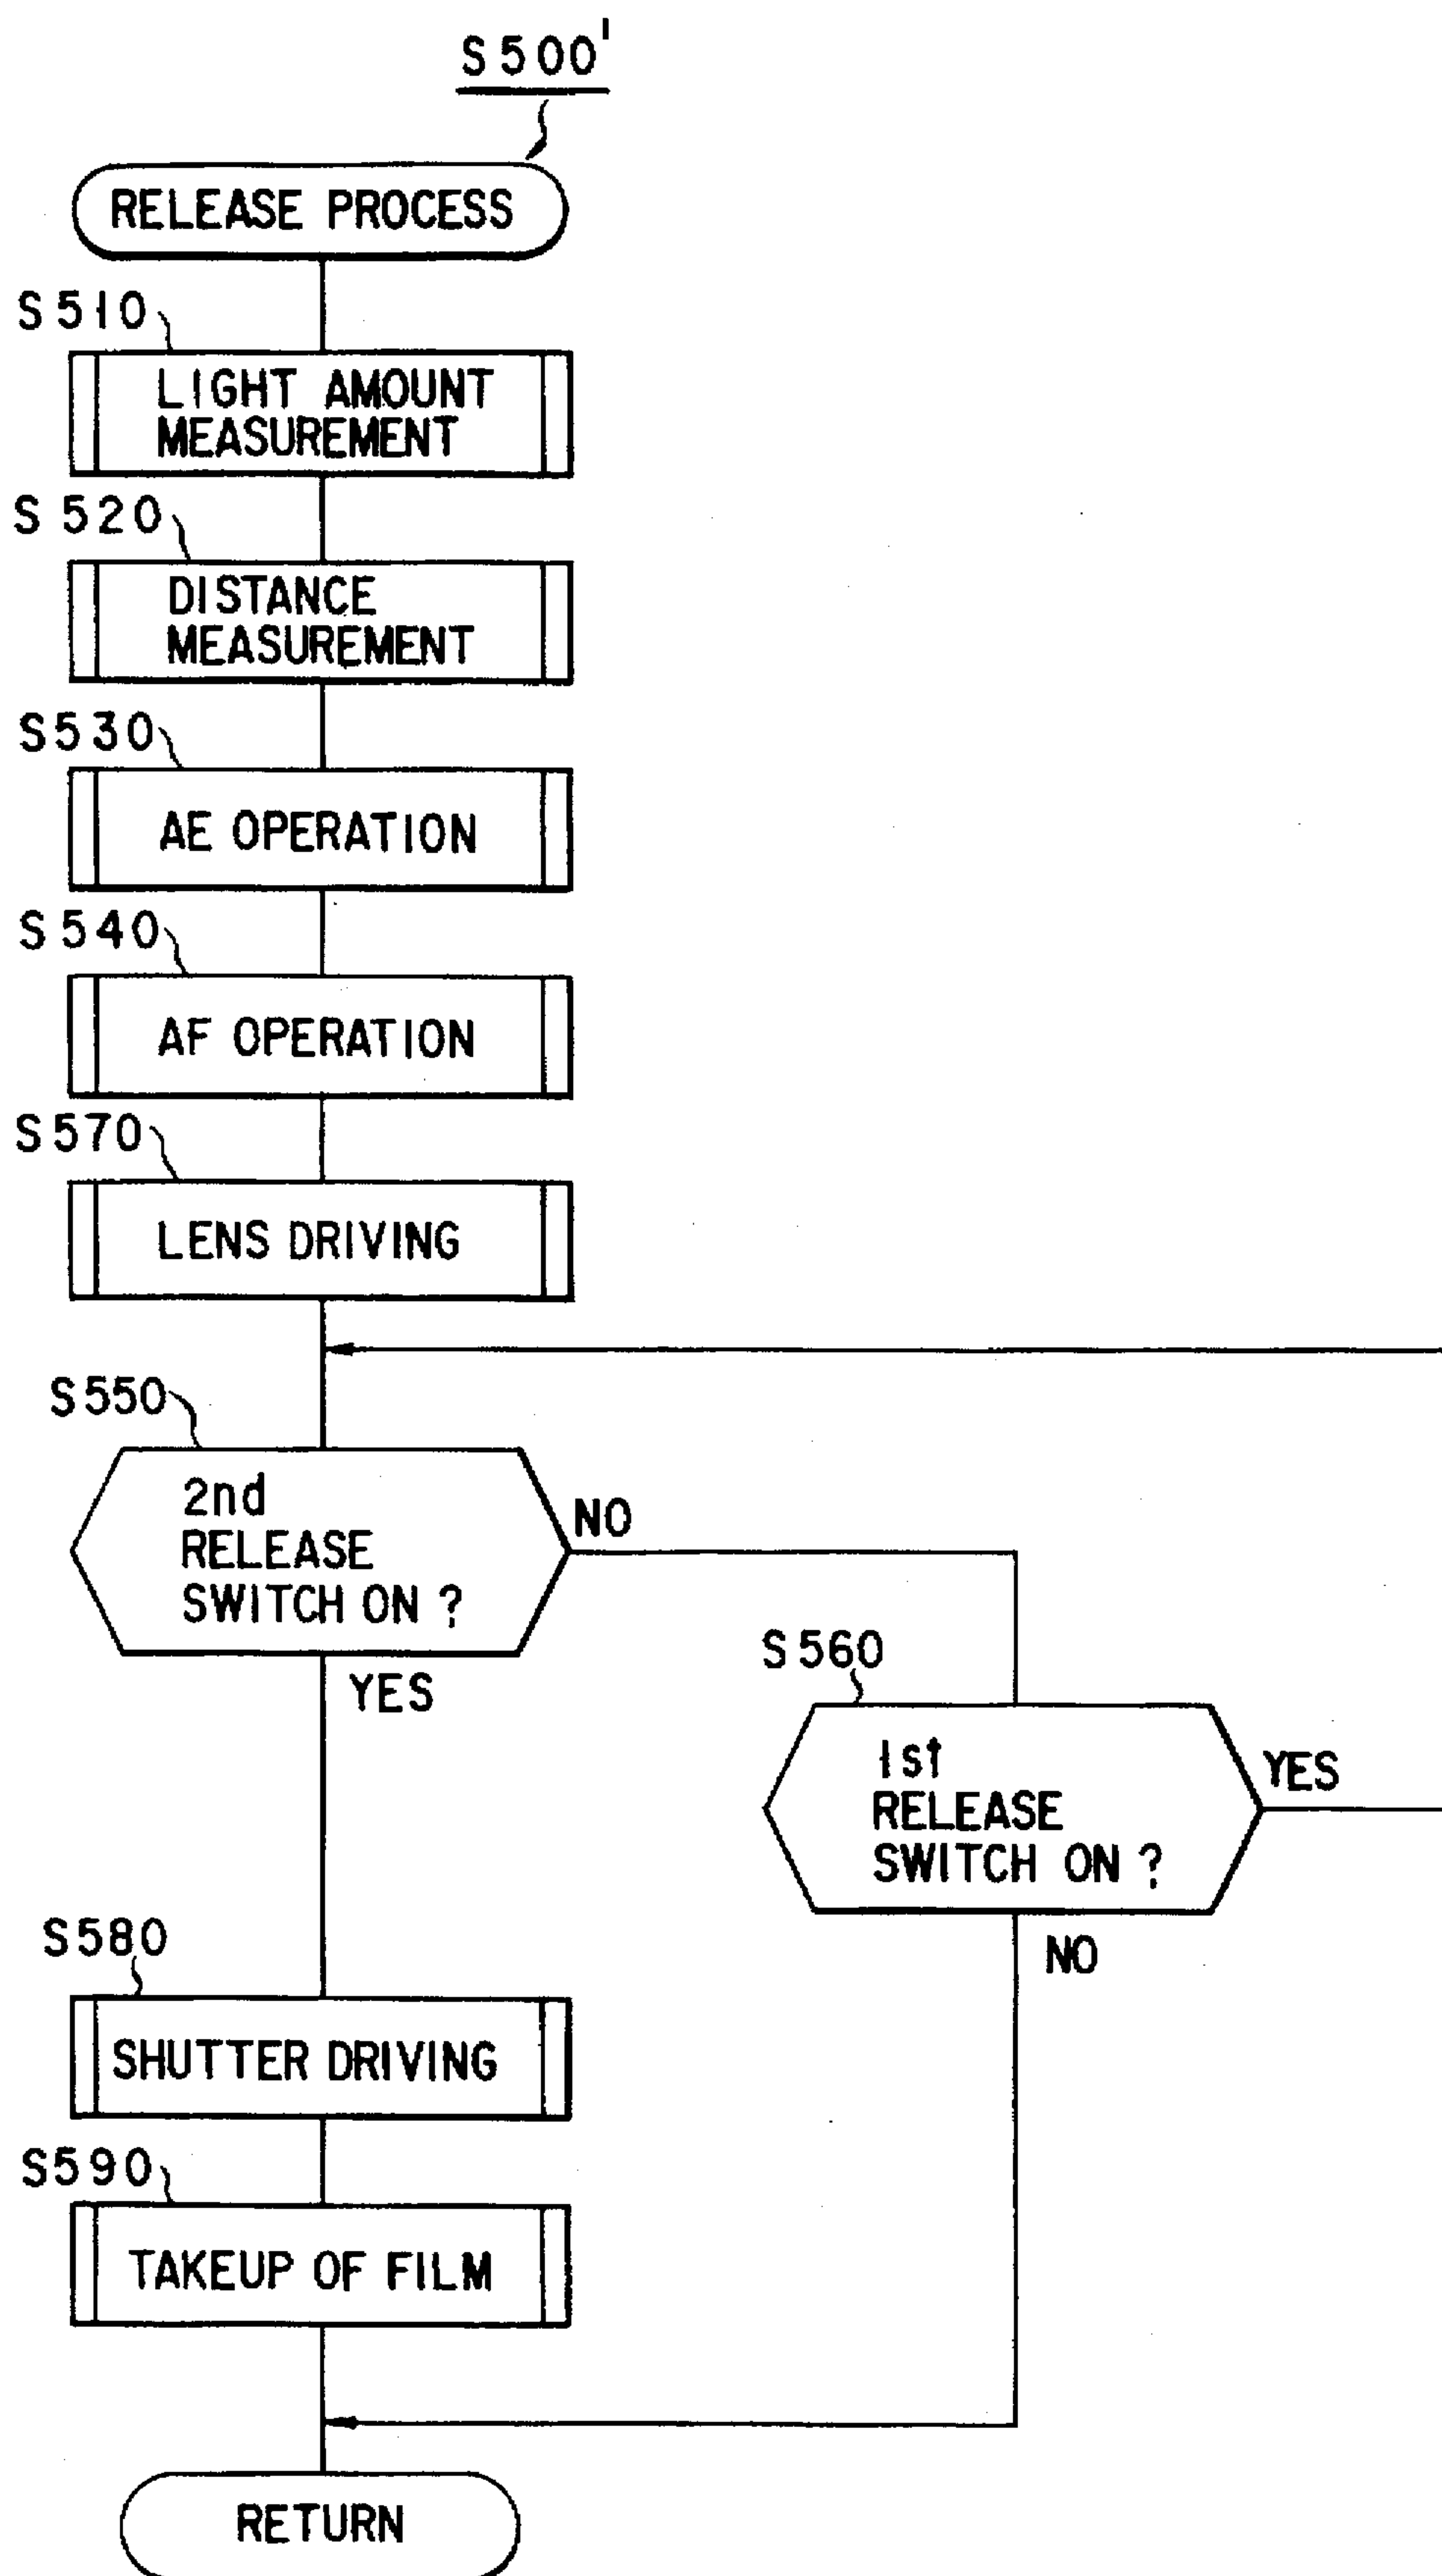 S500'
RELEASE PROCESS
S510
LIGHT AMOUNT
MEASUREMENT
S520
DISTANCE
MEASUREMENT
S530
AE OPERATION
S540
AF OPERATION
S570
LENS DRIVING
S550
2nd
RELEASE
SWITCH ON ?
NO
YES
S560
1st
RELEASE
SWITCH ON ?
YES
NO
S580
SHUTTER DRIVING
S590
TAKEUP OF FILM
RETURN